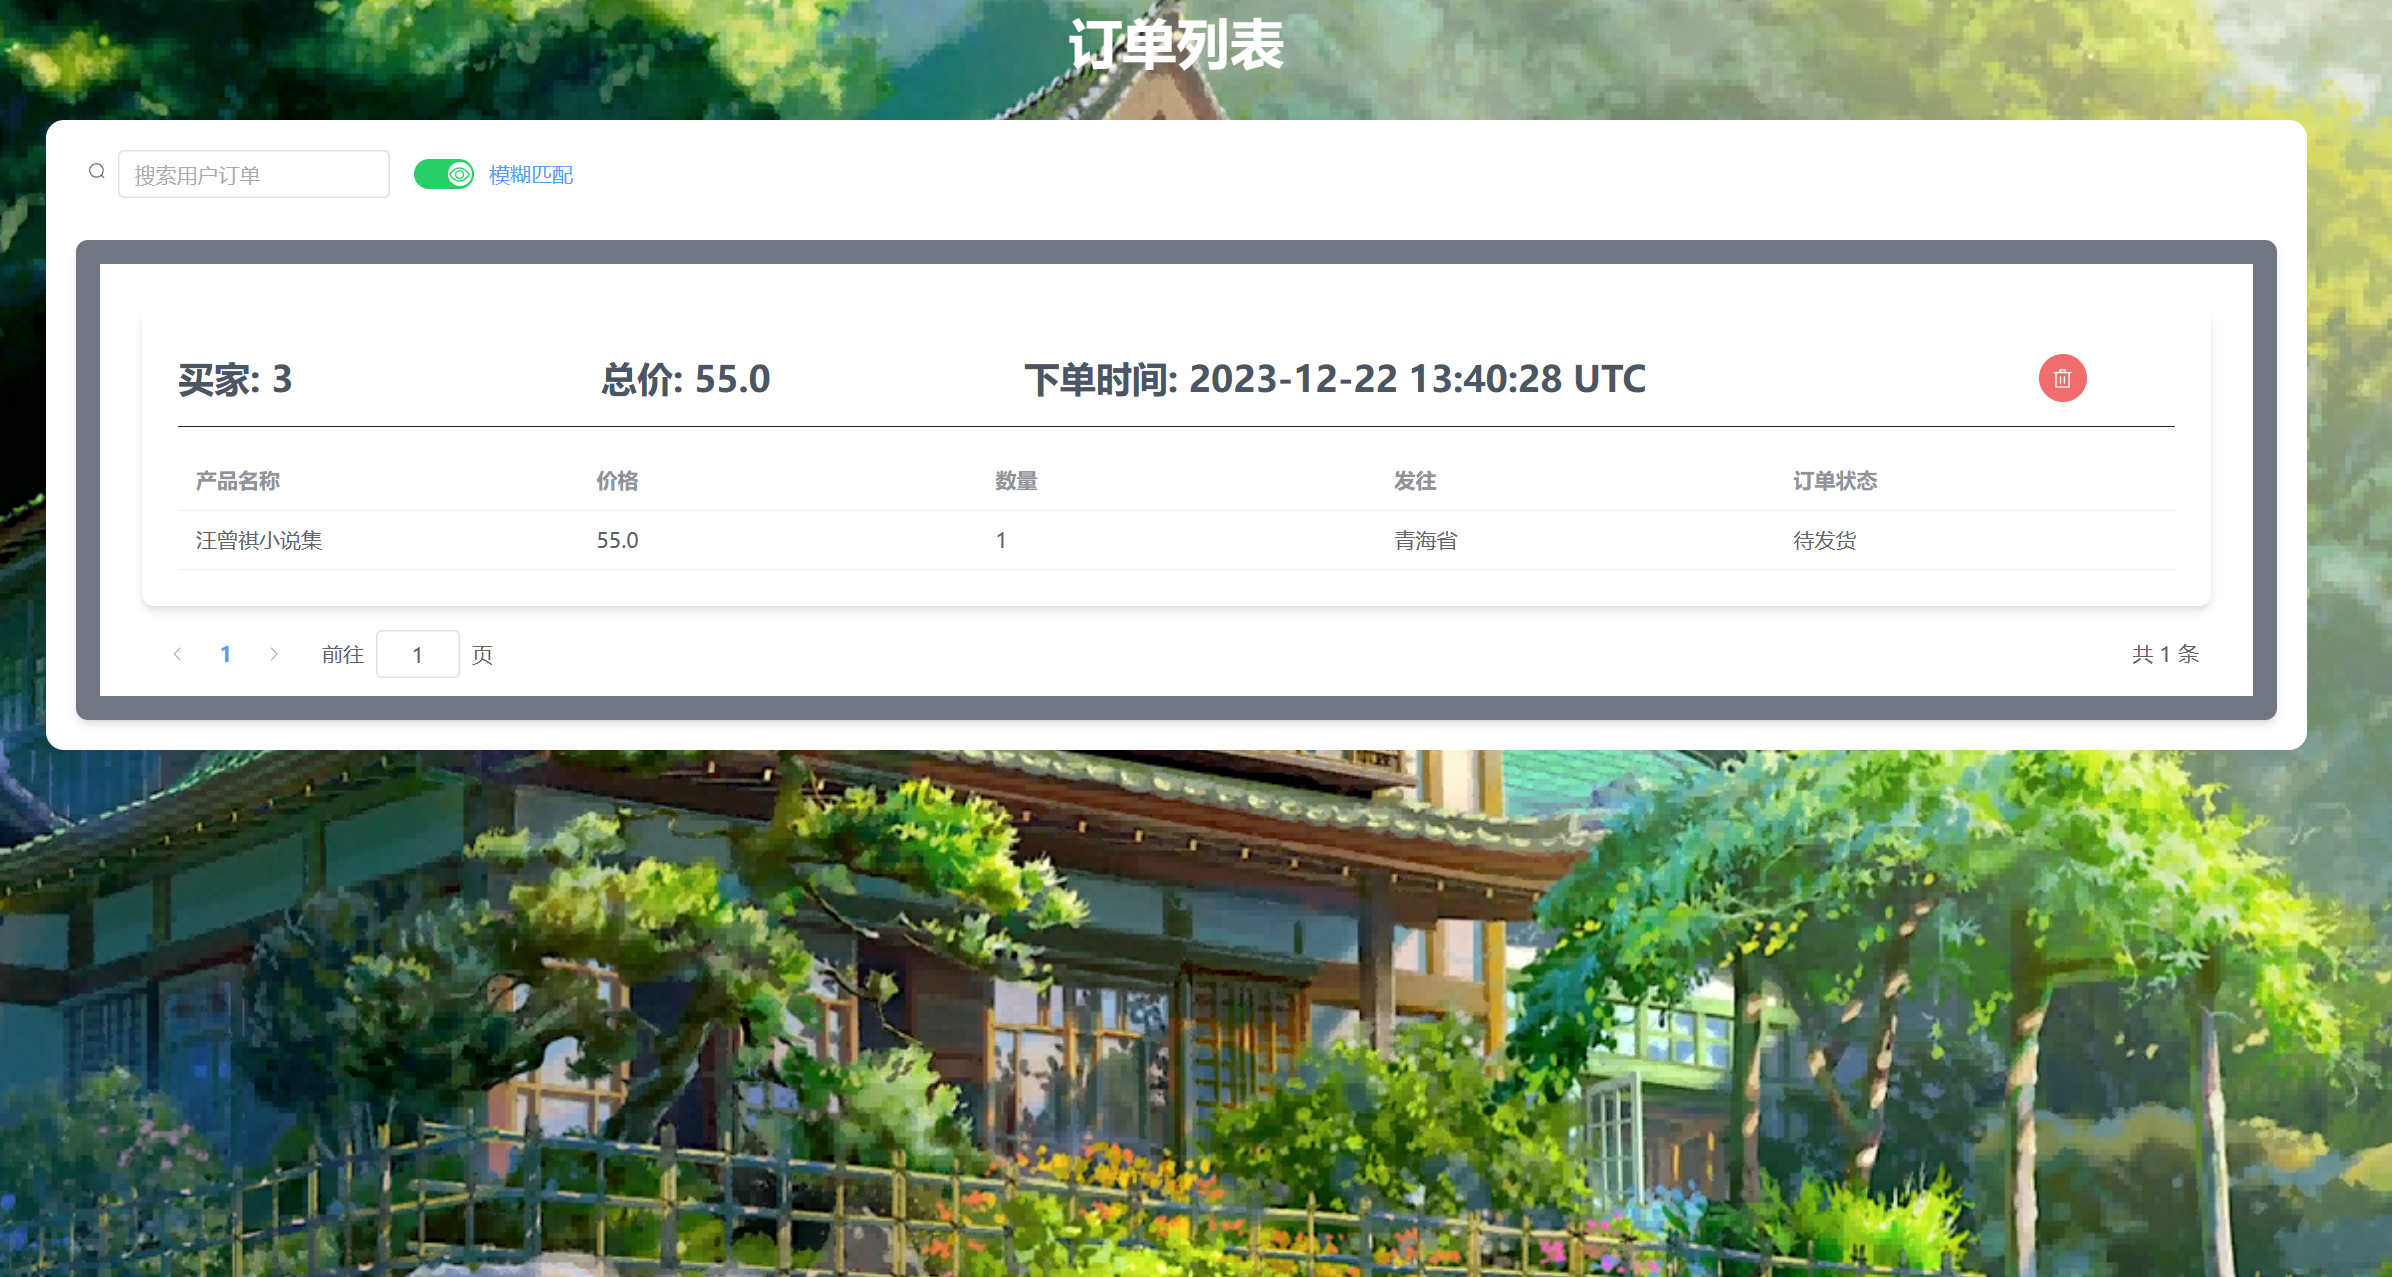 订单列表
搜索用户订单 模糊匹配
买家: 3 总价: 55.0 下单时间: 2023-12-22 13:40:28 UTC
产品名称 价格 数量 发往 订单状态
汪曾祺小说集 55.0 1 青海省 待发货
1 前往 1 页 共 1 条